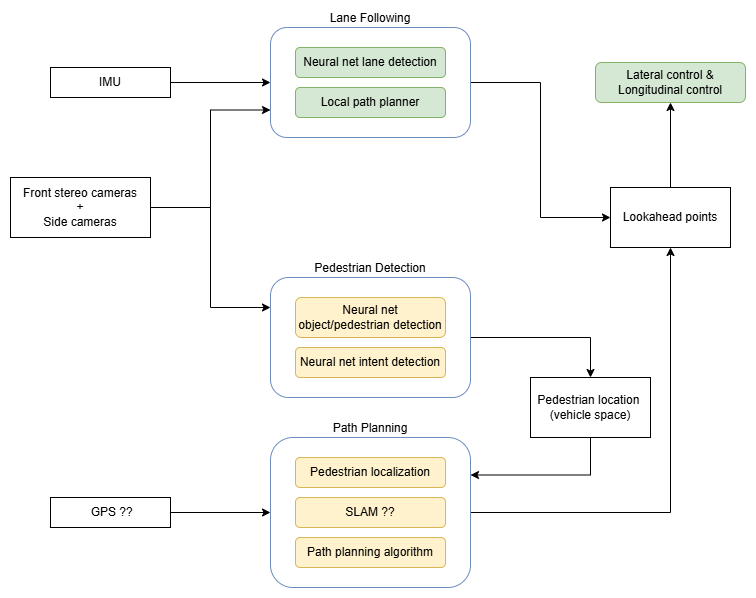 Lane Following
Neural net lane detection
Local path planner
IMU
Front stereo cameras
+
Side cameras
Lateral control &
Longitudinal control
Lookahead points
Pedestrian Detection
Neural net
object/pedestrian detection
Neural net intent detection
Pedestrian location
(vehicle space)
Path Planning
Pedestrian localization
SLAM ??
Path planning algorithm
GPS ??